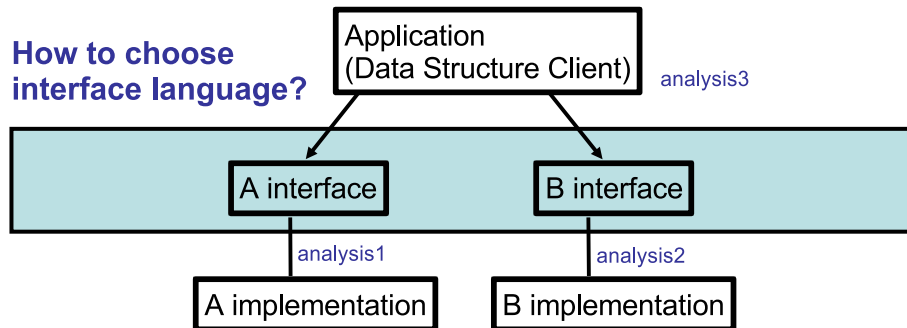 How to choose
interface language?
Application
(Data Structure Client)
analysis3
A interface
B interface
analysis1
analysis2
A implementation
B implementation